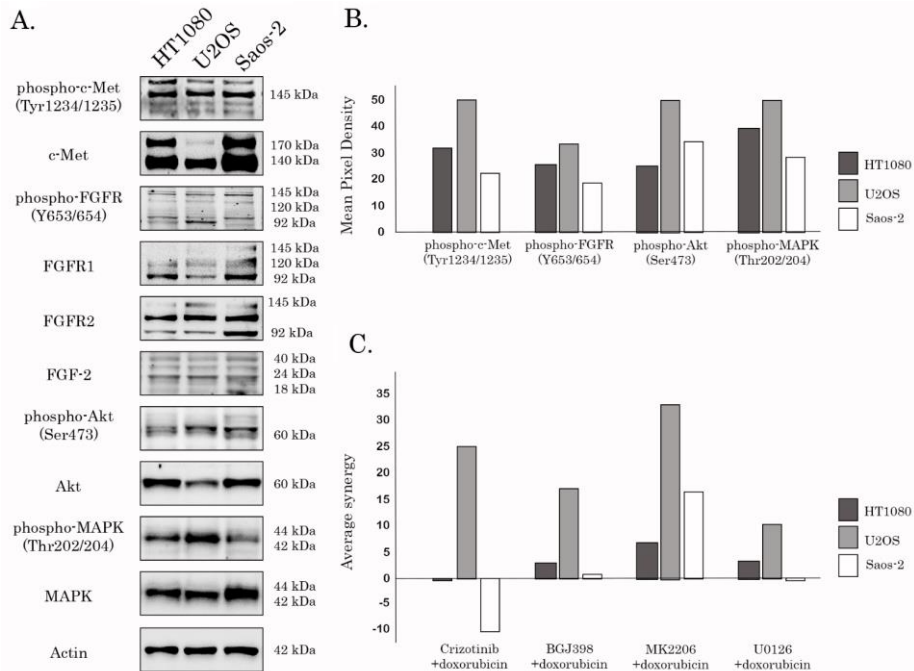 A.
HT1080
U2OS
Saos-2
phospho-c-Met
(Tyr1234/1235)
145 kDa
c-Met
170 kDa
140 kDa
phospho-FGFR
(Y653/654)
145 kDa
120 kDa
92 kDa
FGFR1
145 kDa
120 kDa
92 kDa
FGFR2
145 kDa
92 kDa
FGF-2
40 kDa
24 kDa
18 kDa
phospho-Akt
(Ser473)
60 kDa
Akt
60 kDa
phospho-MAPK
(Thr202/204)
44 kDa
42 kDa
MAPK
44 kDa
42 kDa
Actin
42 kDa
B.
Mean Pixel Density
50
40
30
20
10
0
phospho-c-Met
(Tyr1234/1235)
phospho-FGFR
(Y653/654)
phospho-Akt
(Ser473)
phospho-MAPK
(Thr202/204)
HT1080
U2OS
Saos-2
C.
Average synergy
35
30
25
20
15
10
5
0
-5
-10
Crizotinib
+doxorubicin
BGJ398
+doxorubicin
MK2206
+doxorubicin
U0126
+doxorubicin
HT1080
U2OS
Saos-2